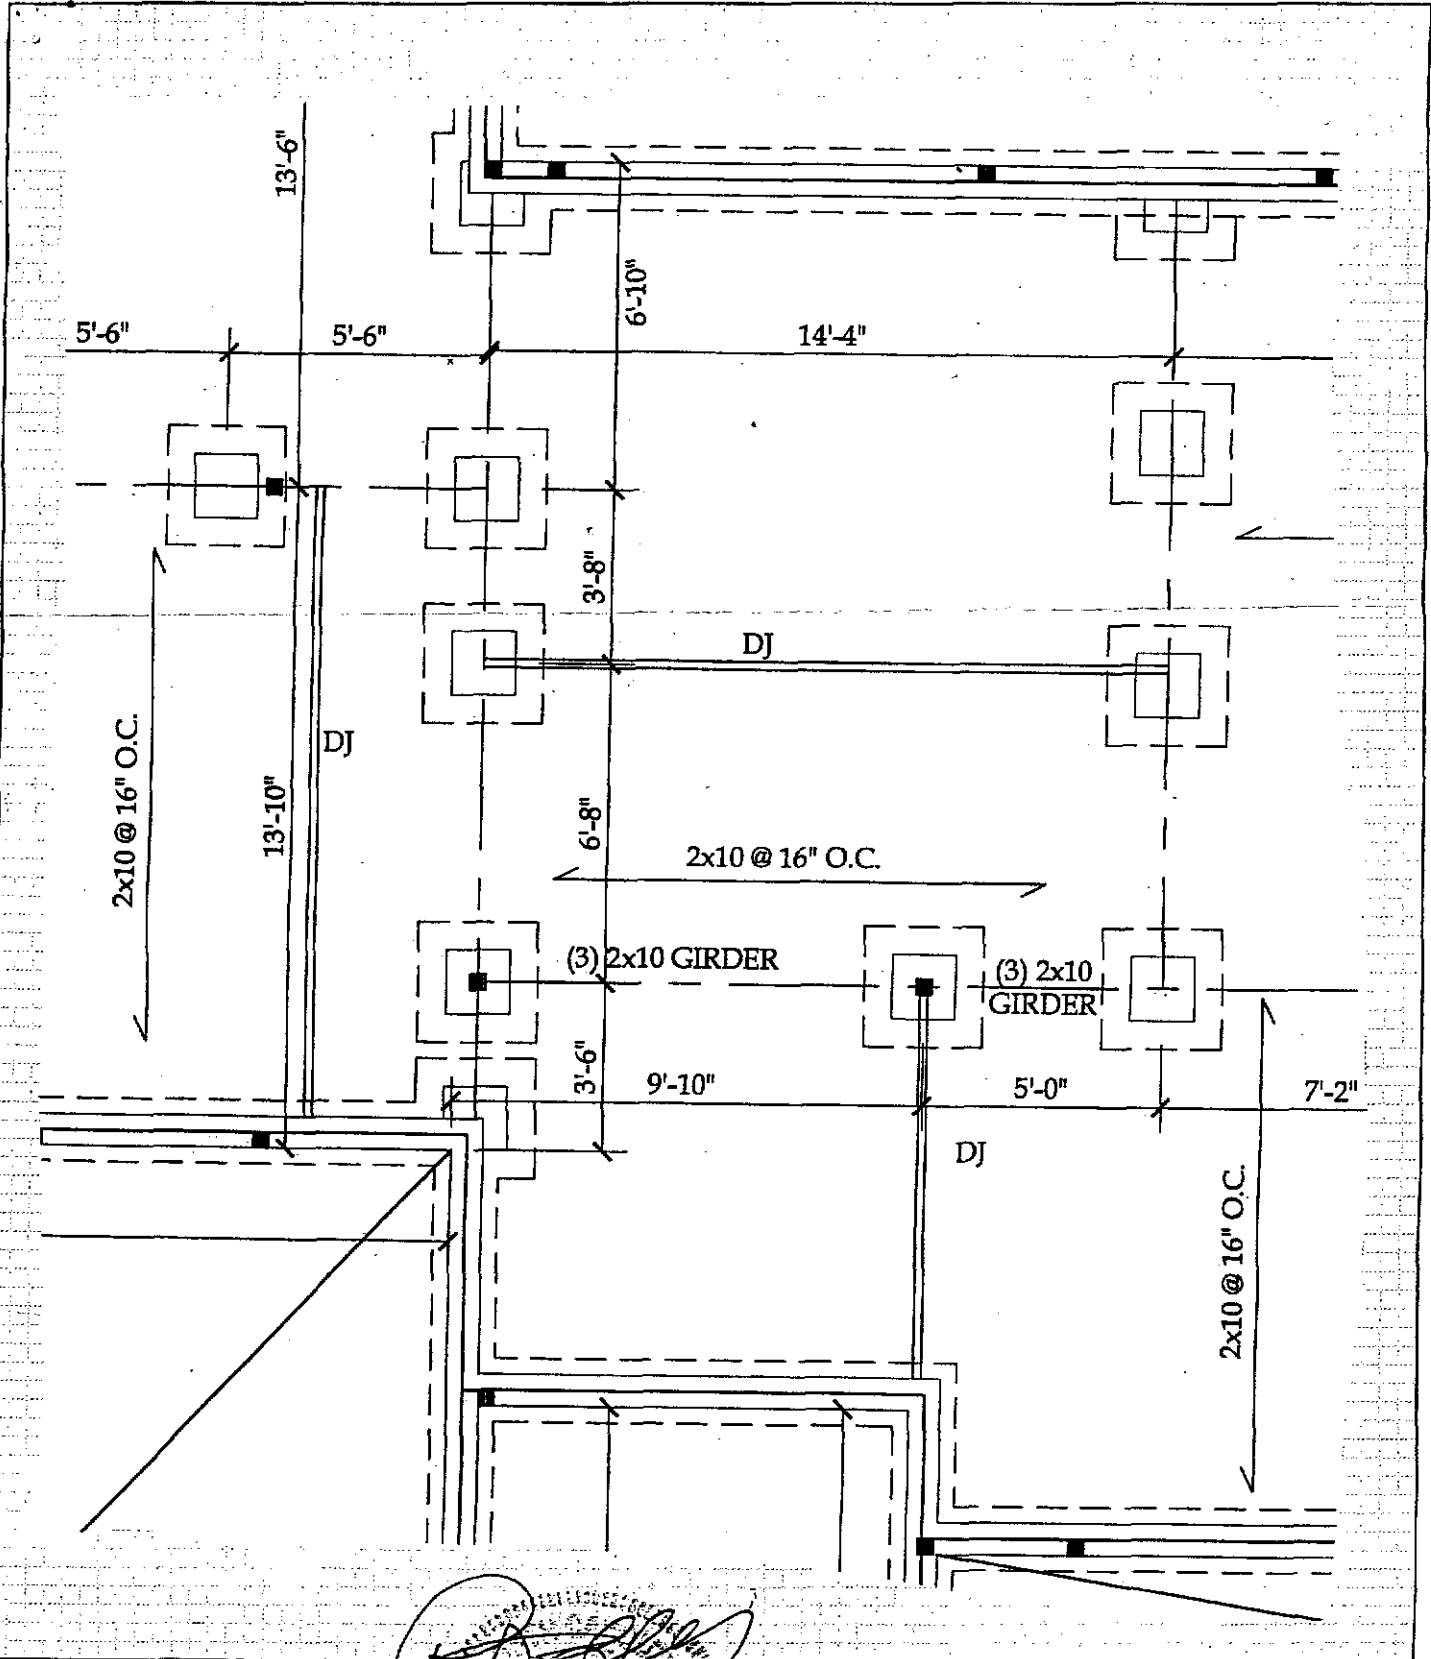 13'-6"
6'-10"
5'-6"
5'-6"
14'-4"
3'-8"
DJ
2x10 @ 16" O.C.
DJ
13'-10"
6'-8"
2x10 @ 16" O.C.
(3) 2x10 GIRDER
(3) 2x10
GIRDER
3'-6"
9'-10"
5'-0"
7'-2"
DJ
2x10 @ 16" O.C.